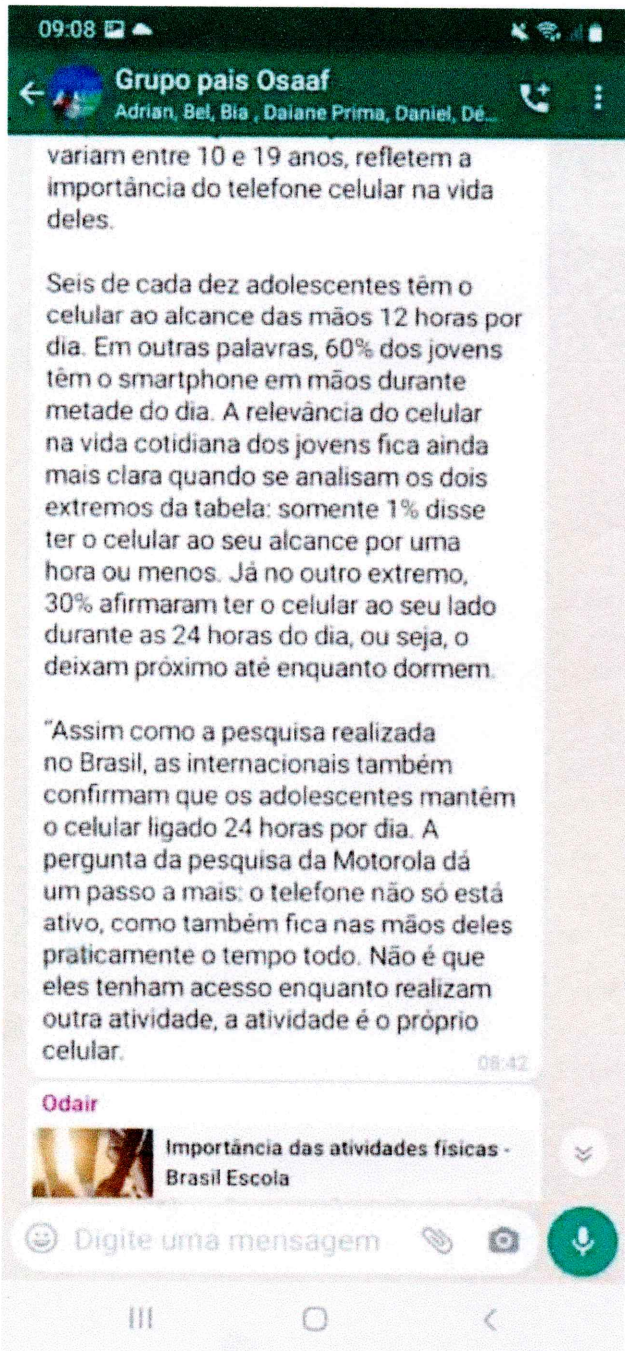 09:08
Grupo pais Osaaf
Adrian, Bel, Bia , Daiane Prima, Daniel, Dé...
variam entre 10 e 19 anos, refletem a
importância do telefone celular na vida
deles.
Seis de cada dez adolescentes têm o
celular ao alcance das mãos 12 horas por
dia. Em outras palavras, 60% dos jovens
têm o smartphone em mãos durante
metade do dia. A relevância do celular
na vida cotidiana dos jovens fica ainda
mais clara quando se analisam os dois
extremos da tabela: somente 1% disse
ter o celular ao seu alcance por uma
hora ou menos. Já no outro extremo,
30% afirmaram ter o celular ao seu lado
durante as 24 horas do dia, ou seja, o
deixam próximo até enquanto dormem.
“Assim como a pesquisa realizada
no Brasil, as internacionais também
confirmam que os adolescentes mantêm
o celular ligado 24 horas por dia. A
pergunta da pesquisa da Motorola dá
um passo a mais: o telefone não só está
ativo, como também fica nas mãos deles
praticamente o tempo todo. Não é que
eles tenham acesso enquanto realizam
outra atividade, a atividade é o próprio
celular.
08:42
Odair
Importância das atividades físicas -
Brasil Escola
Digite uma mensagem